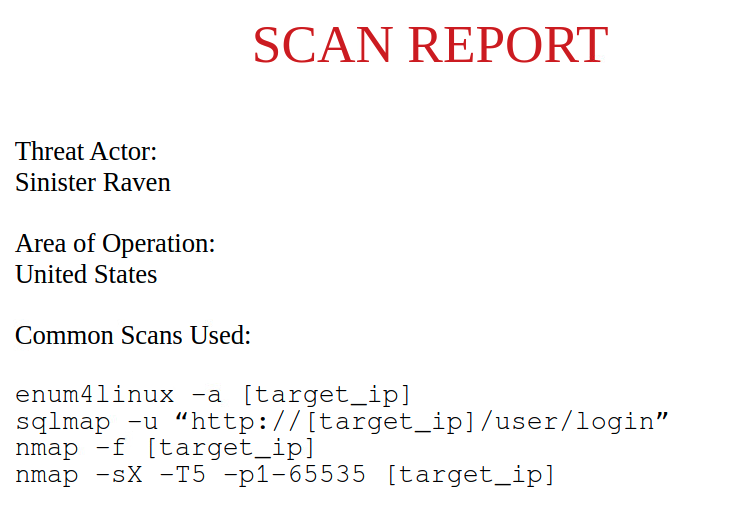 SCAN REPORT
Threat Actor:
Sinister Raven
Area of Operation:
United States
Common Scans Used:
enum4linux –a [target_ip]
sqlmap –u “http://[target_ip]/user/login”
nmap –f [target_ip]
nmap –sX –T5 –p1-65535 [target_ip]